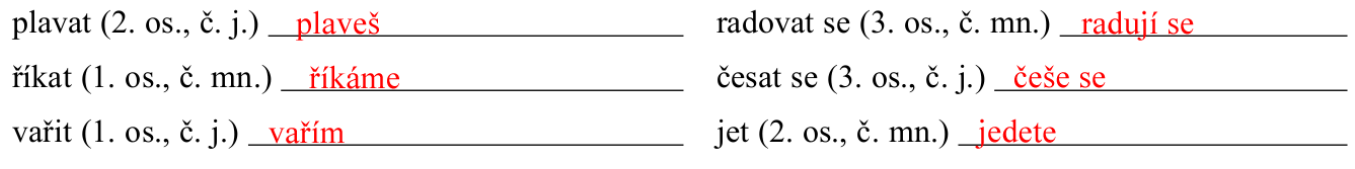 plavat (2. os., č. j.) plaveš radovat se (3. os., č. mn.) radují se
říkat (1. os., č. mn.) říkáme česat se (3. os., č. j.) češe se
vařit (1. os., č. j.) vařím jet (2. os., č. mn.) jedete